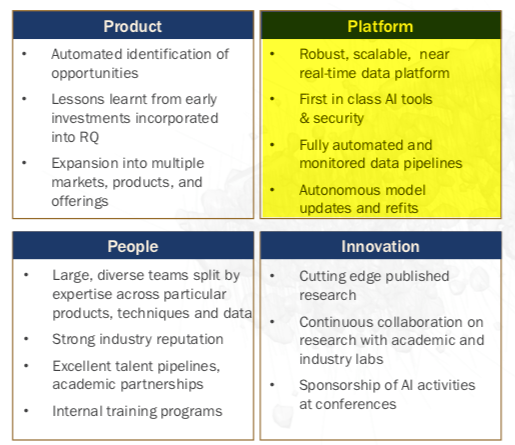 Product
• Automated identification of
opportunities
• Lessons learnt from early
investments incorporated
into RQ
• Expansion into multiple
markets, products, and
offerings
Platform
• Robust, scalable, near
real-time data platform
• First in class AI tools
& security
• Fully automated and
monitored data pipelines
• Autonomous model
updates and refits
People
• Large, diverse teams split by
expertise across particular
products, techniques and data
• Strong industry reputation
• Excellent talent pipelines,
academic partnerships
• Internal training programs
Innovation
• Cutting edge published
research
• Continuous collaboration on
research with academic and
industry labs
• Sponsorship of AI activities
at conferences